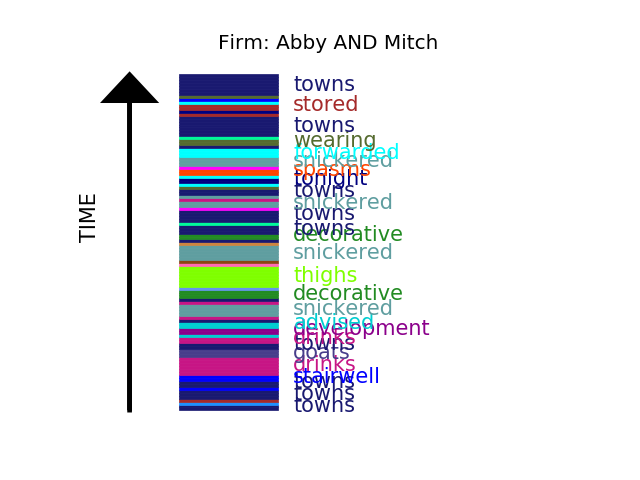 Firm: Abby AND Mitch
TIME
towns
stored
towns
wearing
forwarded
snickered
spasms
tonight
towns
snickered
towns
towns
decorative
snickered
thighs
decorative
snickered
advised
development
drinks
towns
goats
drinks
stairwell
towns
towns
towns